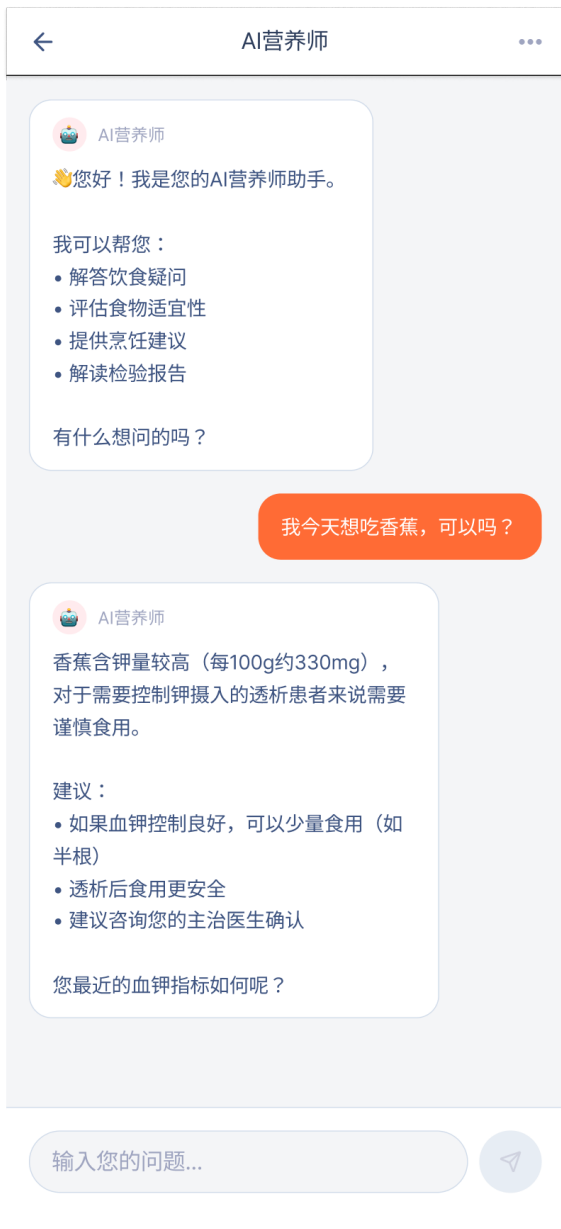 AI营养师
AI营养师
👋您好！我是您的AI营养师助手。
我可以帮您：
• 解答饮食疑问
• 评估食物适宜性
• 提供烹饪建议
• 解读检验报告
有什么想问的吗？
我今天想吃香蕉，可以吗？
AI营养师
香蕉含钾量较高（每100g约330mg），
对于需要控制钾摄入的透析患者来说需要
谨慎食用。
建议：
• 如果血钾控制良好，可以少量食用（如
半根）
• 透析后食用更安全
• 建议咨询您的主治医生确认
您最近的血钾指标如何呢？
输入您的问题...